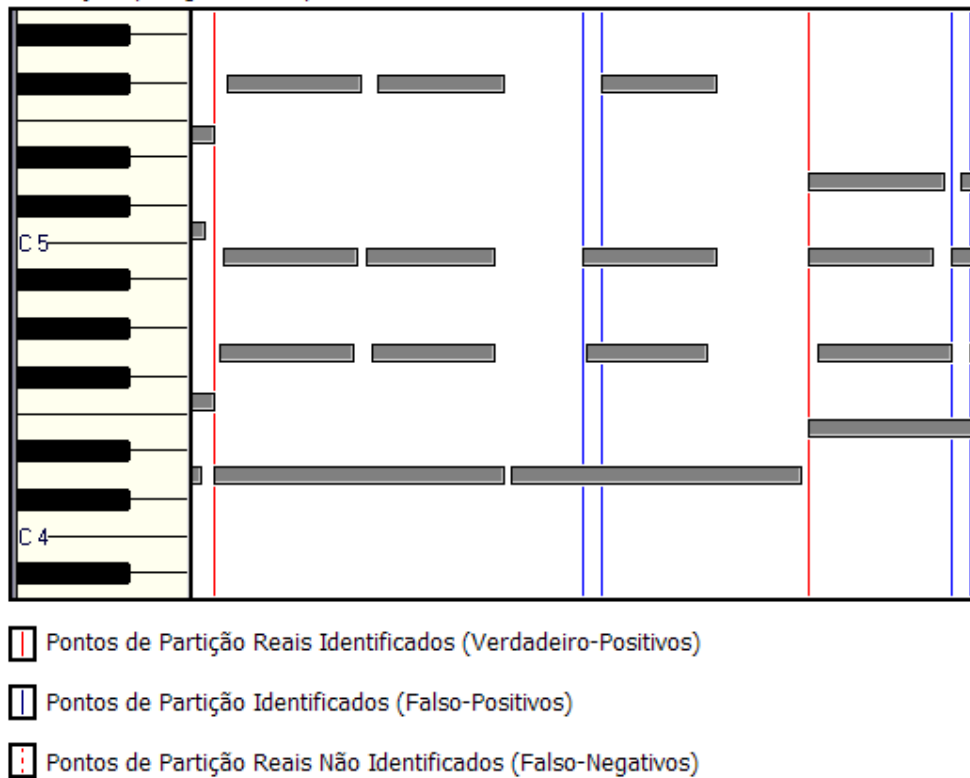 C 5
C 4
Pontos de Partição Reais Identificados (Verdadeiro-Positivos)
Pontos de Partição Identificados (Falso-Positivos)
Pontos de Partição Reais Não Identificados (Falso-Negativos)